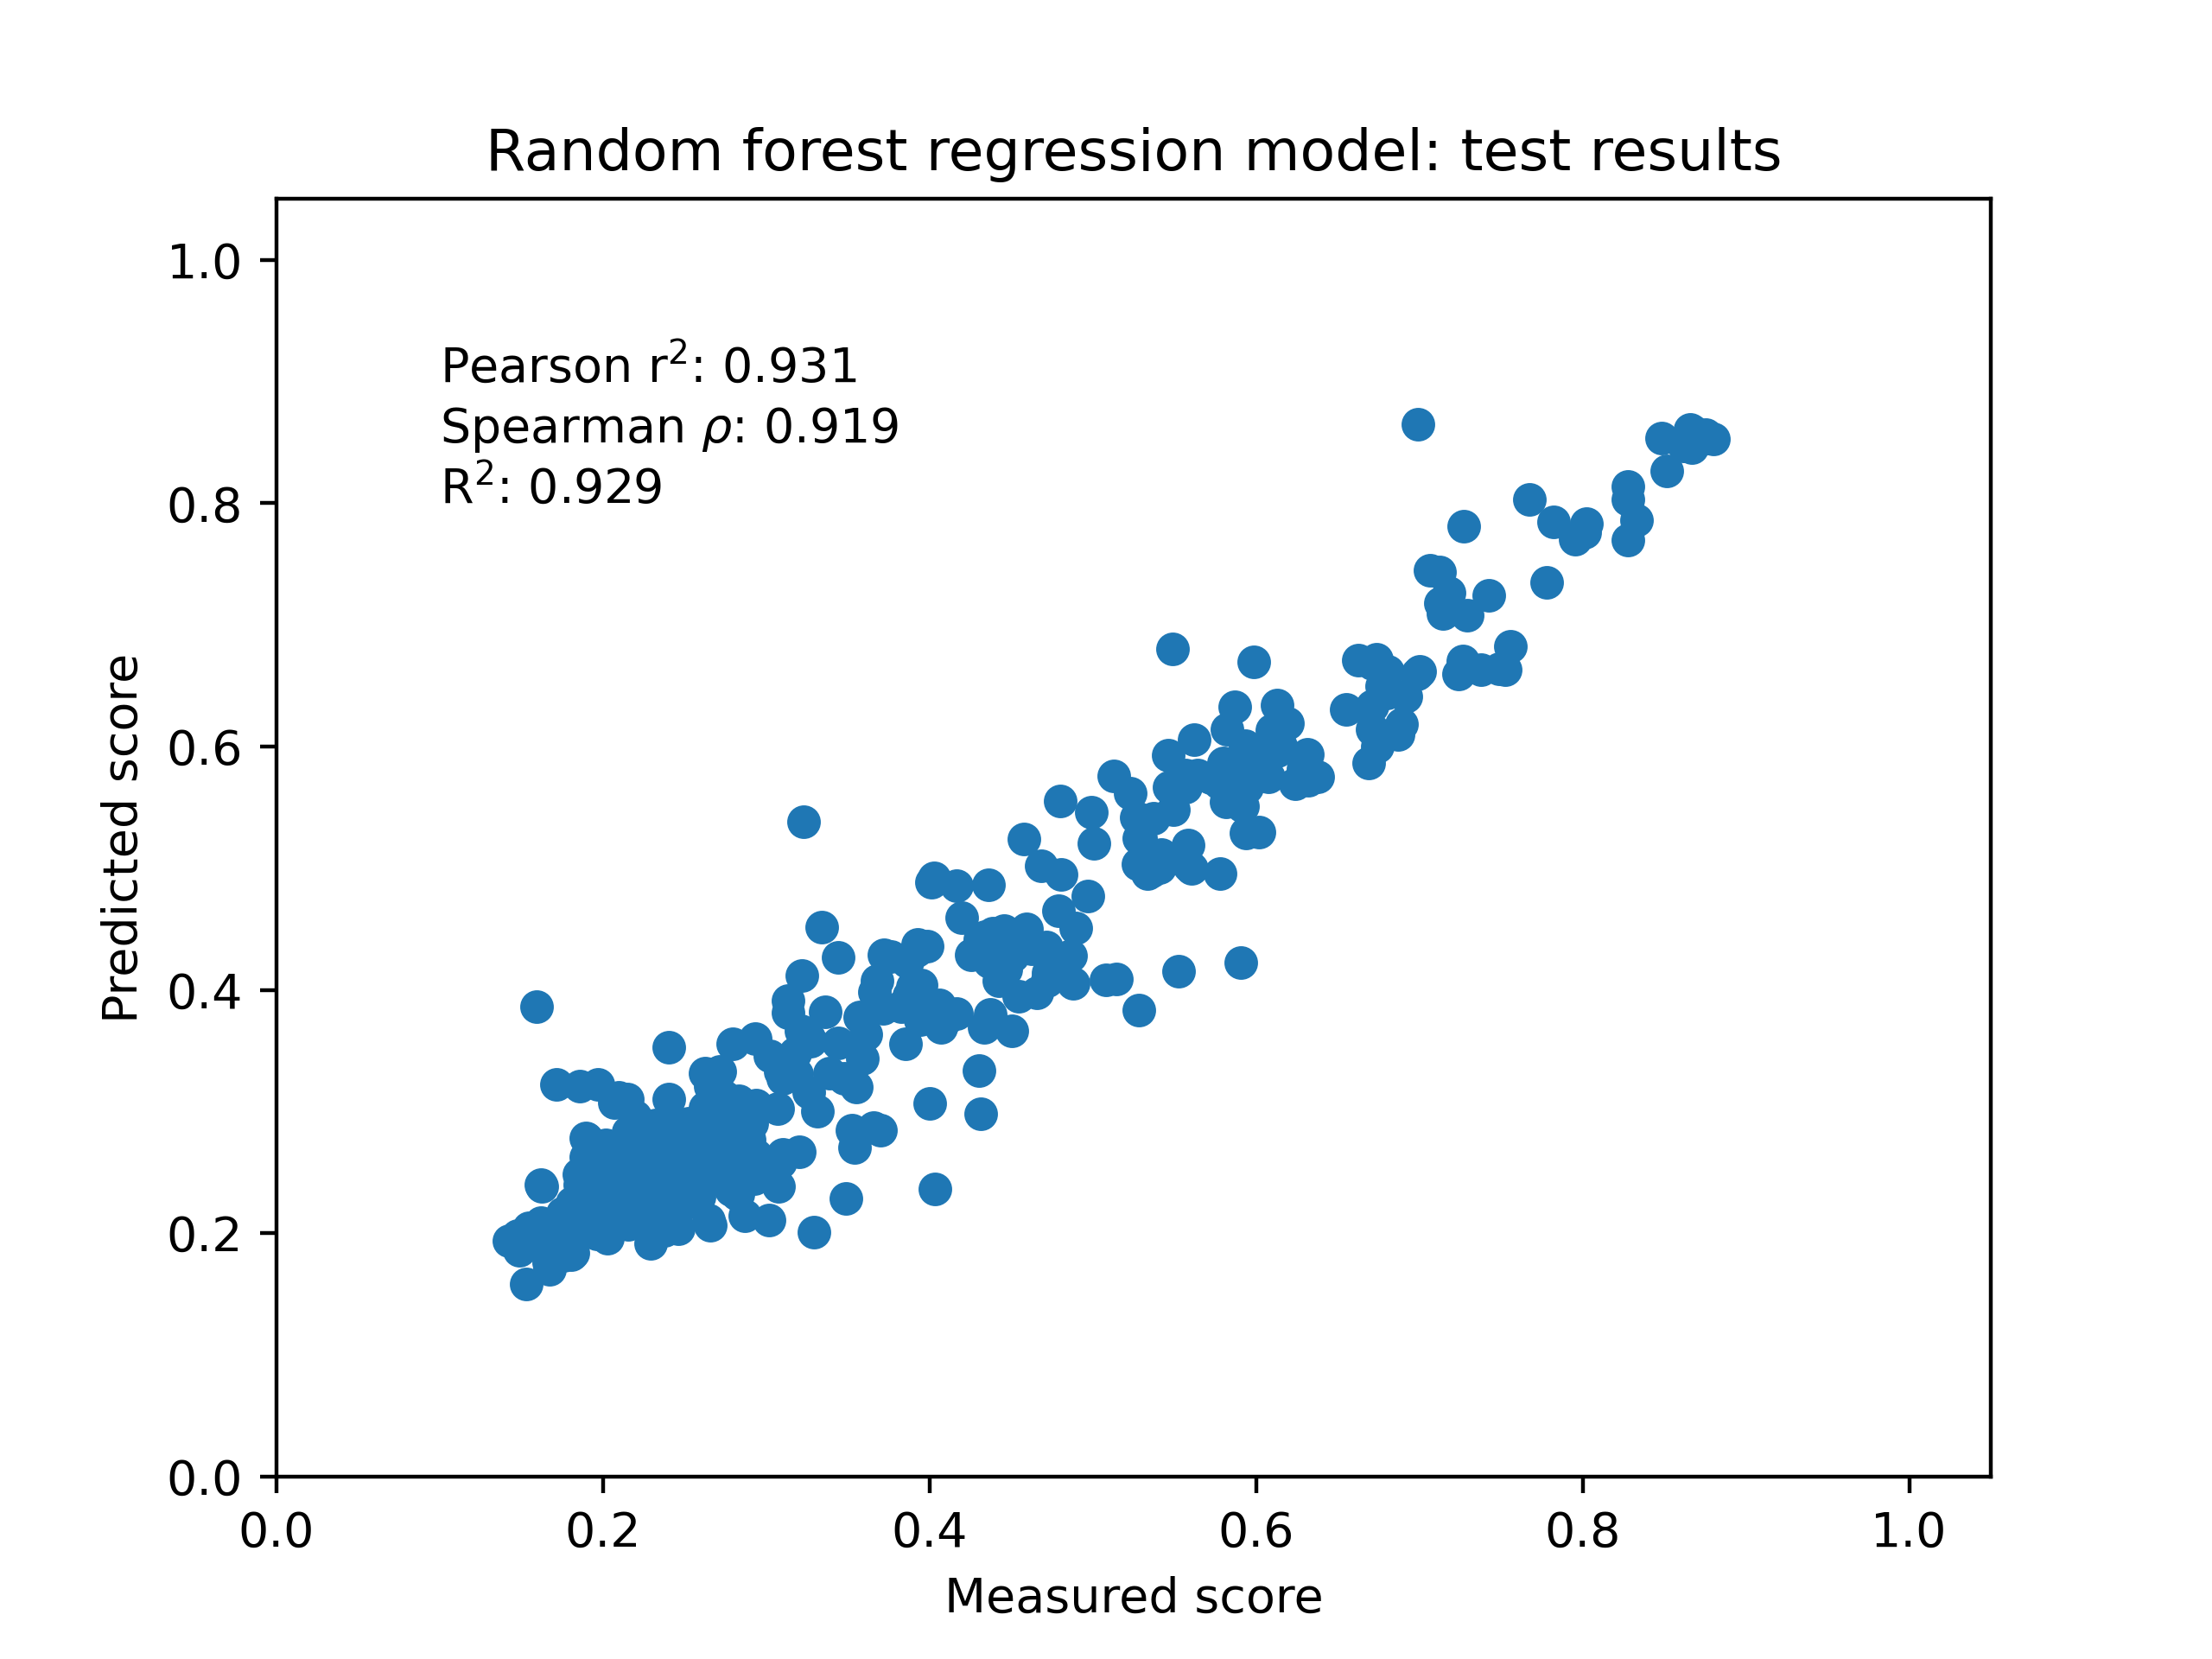 Random forest regression model: test results
1.0
Pearson r²: 0.931
Spearman ρ: 0.919
R²: 0.929
0.8
0.6
0.4
0.2
0.0
Predicted score
0.0 0.2 0.4 0.6 0.8 1.0
Measured score